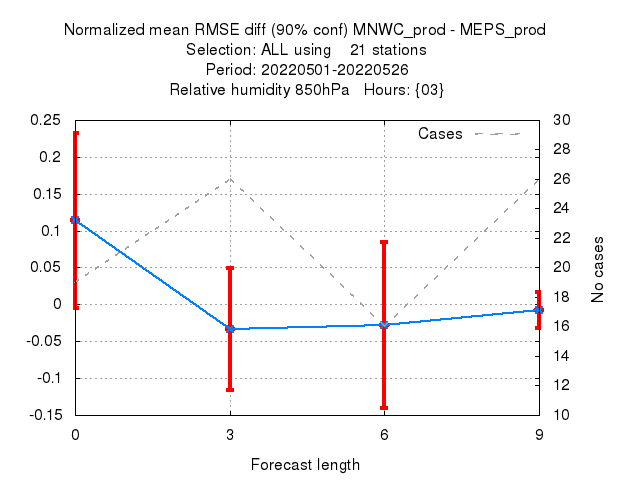 Normalized mean RMSE diff (90% conf) MNWC_prod - MEPS_prod
Selection: ALL using 21 stations
Period: 20220501-20220526
Relative humidity 850hPa Hours: {03}
Cases
0.25
0.2
0.15
0.1
0.05
0
-0.05
-0.1
-0.15
30
28
26
24
22
20
18
16
14
12
10
No cases
0 3 6 9
Forecast length